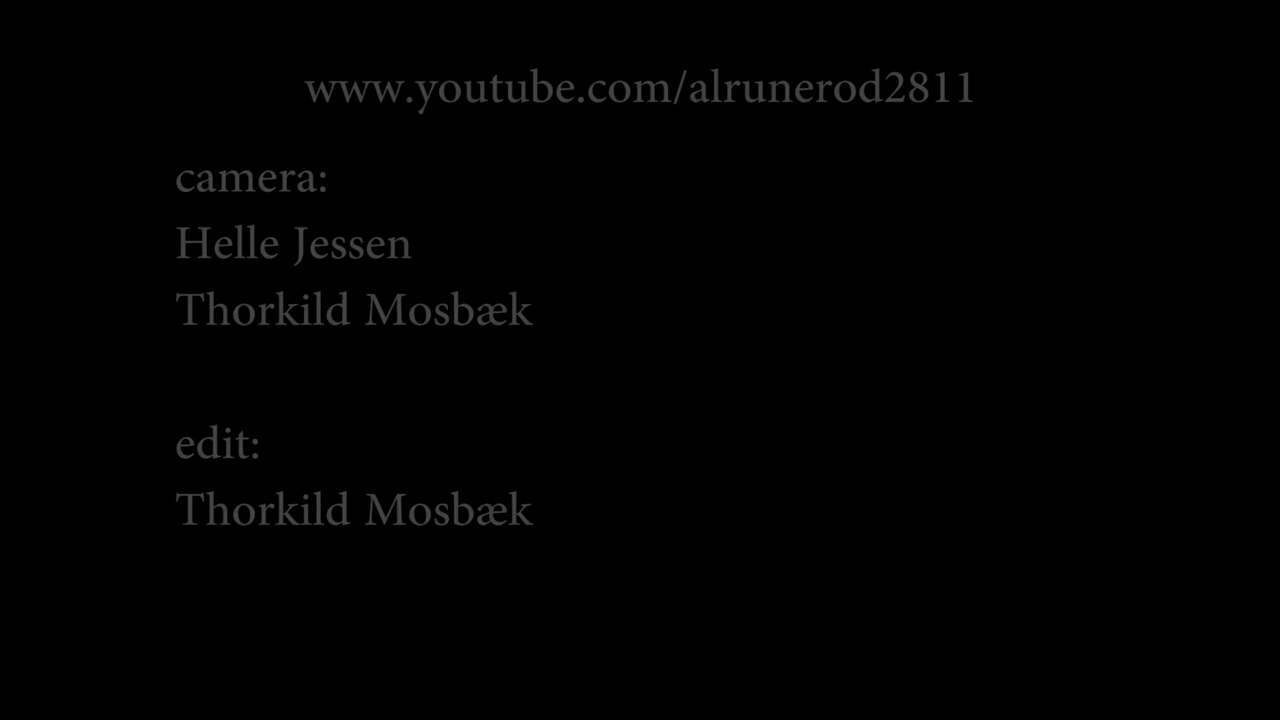 www.youtube.com/alrunerod2811
camera:
Helle Jessen
Thorkild Mosbæk
edit:
Thorkild Mosbæk